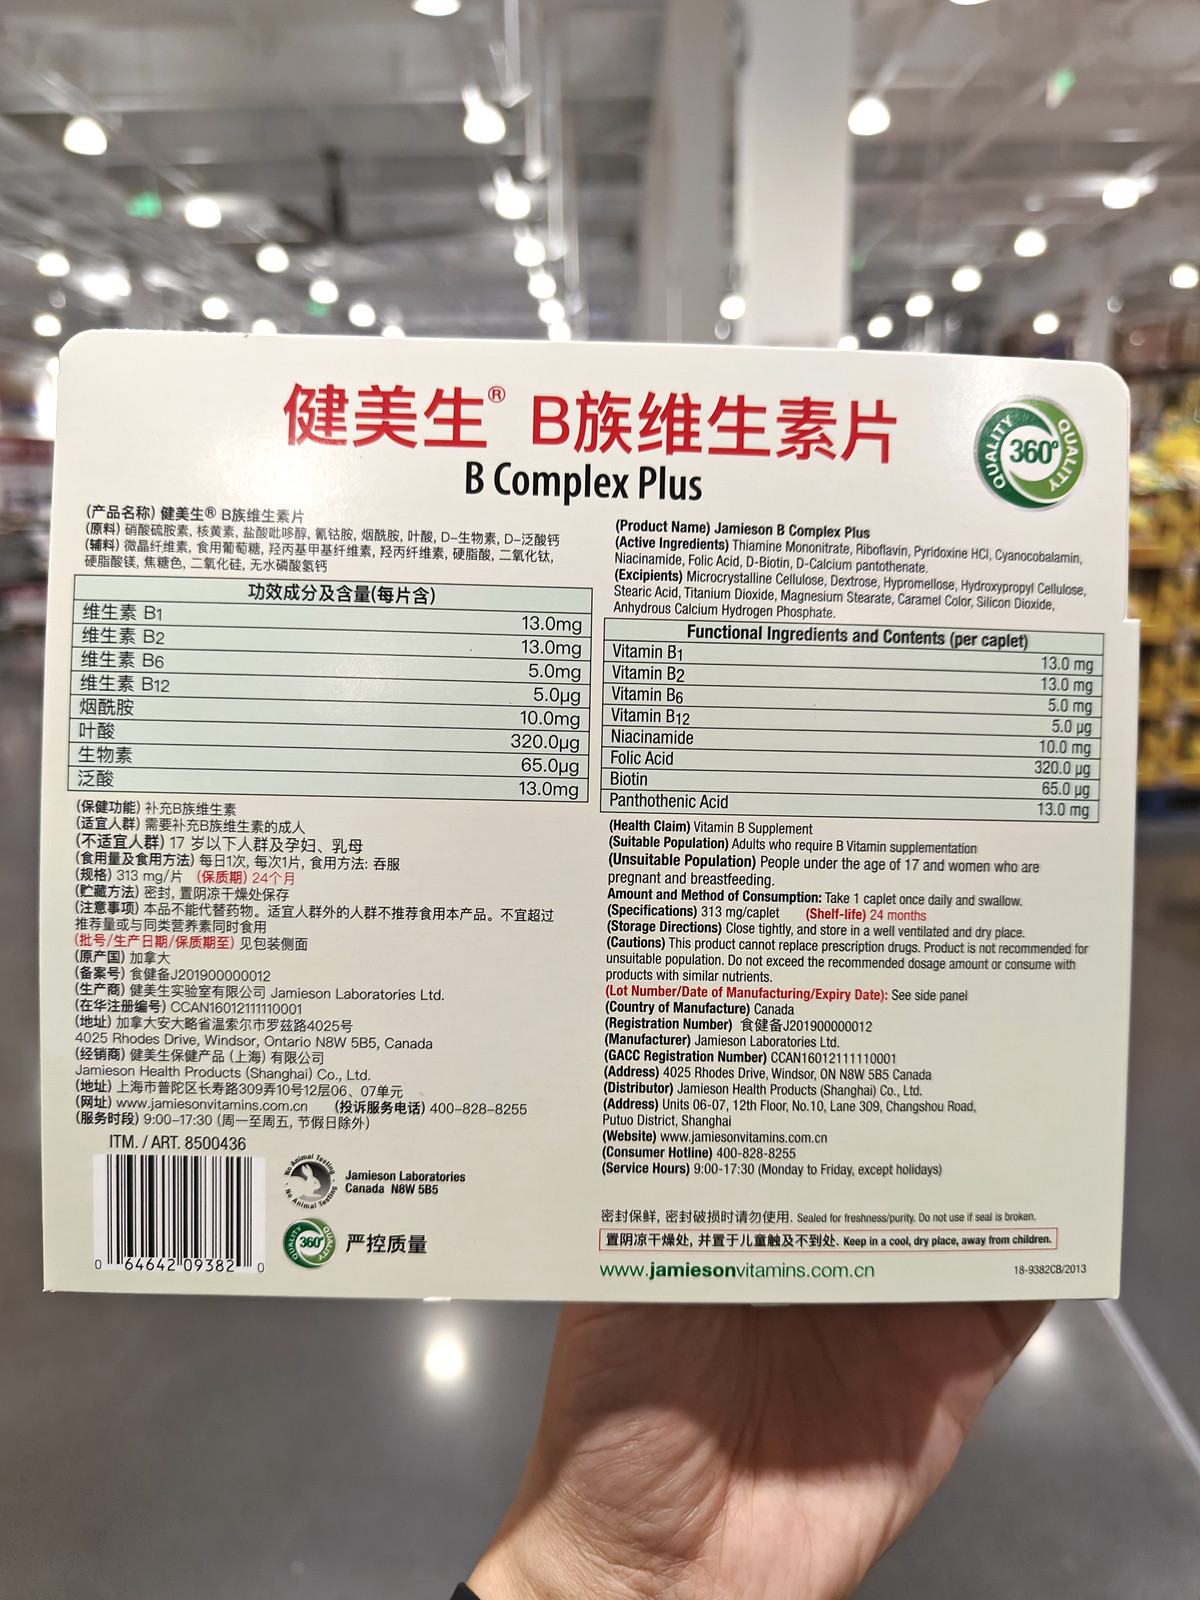 健美生® B族维生素片
B Complex Plus
QUALITY 360° QUALITY
(产品名称) 健美生® B族维生素片
(原料) 硝酸硫胺素, 核黄素, 盐酸吡哆醇, 氰钴胺, 烟酰胺, 叶酸, D-生物素, D-泛酸钙
(辅料) 微晶纤维素, 食用葡萄糖, 羟丙基甲基纤维素, 羟丙纤维素, 硬脂酸, 二氧化钛,
硬脂酸镁, 焦糖色, 二氧化硅, 无水磷酸氢钙
功效成分及含量(每片含)
维生素 B1 13.0mg
维生素 B2 13.0mg
维生素 B6 5.0mg
维生素 B12 5.0μg
烟酰胺 10.0mg
叶酸 320.0μg
生物素 65.0μg
泛酸 13.0mg
(保健功能) 补充B族维生素
(适宜人群) 需要补充B族维生素的成人
(不适宜人群) 17 岁以下人群及孕妇、乳母
(食用量及食用方法) 每日1次, 每次1片, 食用方法: 吞服
(规格) 313 mg/片 (保质期) 24个月
(贮藏方法) 密封, 置阴凉干燥处保存
(注意事项) 本品不能代替药物。适宜人群外的人群不推荐食用本产品。不宜超过
推荐量或与同类营养素同时食用
(批号/生产日期/保质期至) 见包装侧面
(原产国) 加拿大
(备案号) 食健备J201900000012
(生产商) 健美生实验室有限公司 Jamieson Laboratories Ltd.
(在华注册编号) CCAN16012111110001
(地址) 加拿大安大略省温索尔市罗兹路4025号
4025 Rhodes Drive, Windsor, Ontario N8W 5B5, Canada
(经销商) 健美生保健产品 (上海) 有限公司
Jamieson Health Products (Shanghai) Co., Ltd.
(地址) 上海市普陀区长寿路309弄10号12层06、07单元
(网址) www.jamiesonvitamins.com.cn (投诉服务电话) 400-828-8255
(服务时段) 9:00-17:30 (周一至周五, 节假日除外)
ITM. / ART. 8500436
0 64642 09382 0
No Animal Testing
No Animal Testing
Jamieson Laboratories
Canada N8W 5B5
QUALITY 360° QUALITY
严控质量
(Product Name) Jamieson B Complex Plus
(Active Ingredients) Thiamine Mononitrate, Riboflavin, Pyridoxine HCl, Cyanocobalamin,
Niacinamide, Folic Acid, D-Biotin, D-Calcium pantothenate.
(Excipients) Microcrystalline Cellulose, Dextrose, Hypromellose, Hydroxypropyl Cellulose,
Stearic Acid, Titanium Dioxide, Magnesium Stearate, Caramel Color, Silicon Dioxide,
Anhydrous Calcium Hydrogen Phosphate.
Functional Ingredients and Contents (per caplet)
Vitamin B1 13.0 mg
Vitamin B2 13.0 mg
Vitamin B6 5.0 mg
Vitamin B12 5.0 μg
Niacinamide 10.0 mg
Folic Acid 320.0 μg
Biotin 65.0 μg
Panthothenic Acid 13.0 mg
(Health Claim) Vitamin B Supplement
(Suitable Population) Adults who require B Vitamin supplementation
(Unsuitable Population) People under the age of 17 and women who are
pregnant and breastfeeding.
Amount and Method of Consumption: Take 1 caplet once daily and swallow.
(Specifications) 313 mg/caplet (Shelf-life) 24 months
(Storage Directions) Close tightly, and store in a well ventilated and dry place.
(Cautions) This product cannot replace prescription drugs. Product is not recommended for
unsuitable population. Do not exceed the recommended dosage amount or consume with
products with similar nutrients.
(Lot Number/Date of Manufacturing/Expiry Date): See side panel
(Country of Manufacture) Canada
(Registration Number) 食健备J201900000012
(Manufacturer) Jamieson Laboratories Ltd.
(GACC Registration Number) CCAN16012111110001
(Address) 4025 Rhodes Drive, Windsor, ON N8W 5B5 Canada
(Distributor) Jamieson Health Products (Shanghai) Co., Ltd.
(Address) Units 06-07, 12th Floor, No.10, Lane 309, Changshou Road,
Putuo District, Shanghai
(Website) www.jamiesonvitamins.com.cn
(Consumer Hotline) 400-828-8255
(Service Hours) 9:00-17:30 (Monday to Friday, except holidays)
密封保鲜, 密封破损时请勿使用. Sealed for freshness/purity. Do not use if seal is broken.
置阴凉干燥处, 并置于儿童触及不到处. Keep in a cool, dry place, away from children.
www.jamiesonvitamins.com.cn
18-9382CB/2013